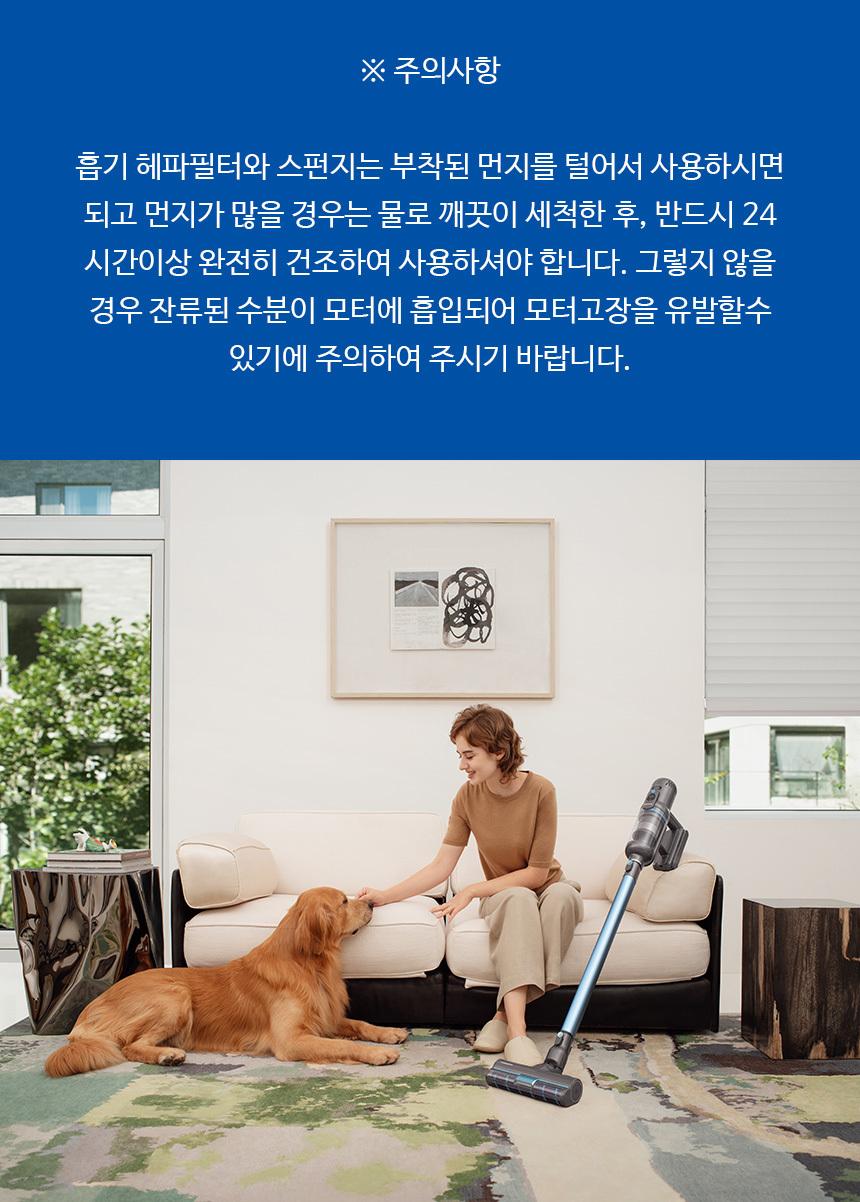 ※ 주의사항
흡기 헤파필터와 스펀지는 부착된 먼지를 털어서 사용하시면
되고 먼지가 많을 경우는 물로 깨끗이 세척한 후, 반드시 24
시간이상 완전히 건조하여 사용하셔야 합니다. 그렇지 않을
경우 잔류된 수분이 모터에 흡입되어 모터고장을 유발할수
있기에 주의하여 주시기 바랍니다.